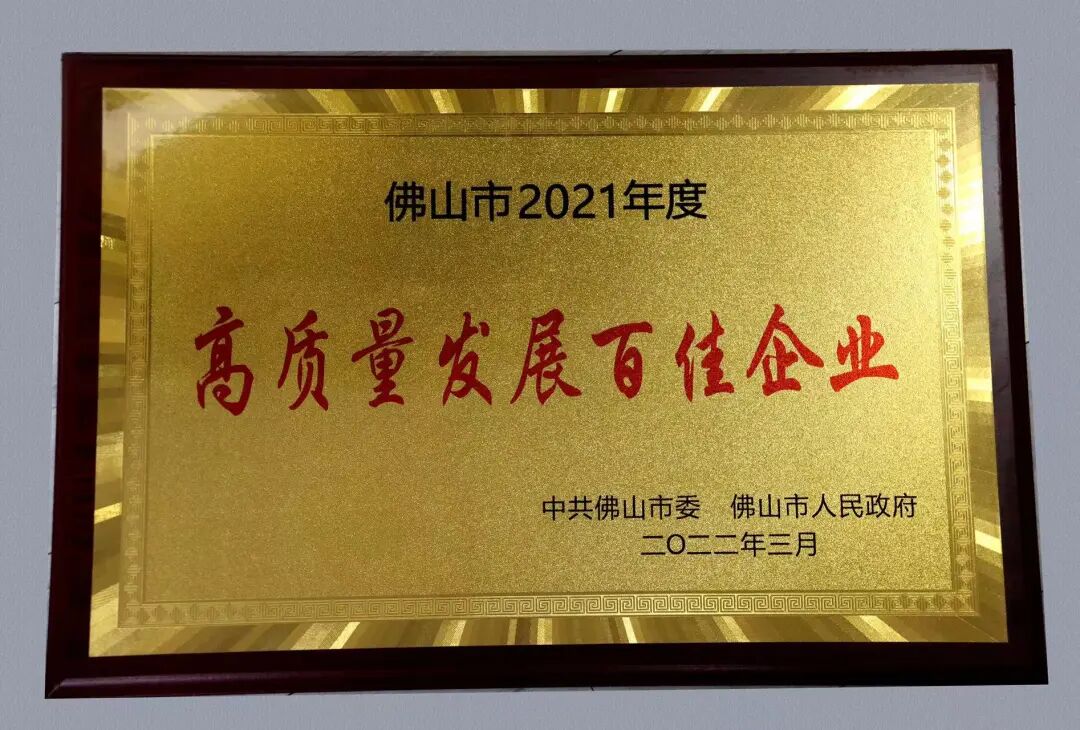 佛山市2021年度
高质量发展百佳企业
中共佛山市委 佛山市人民政府
二O二二年三月